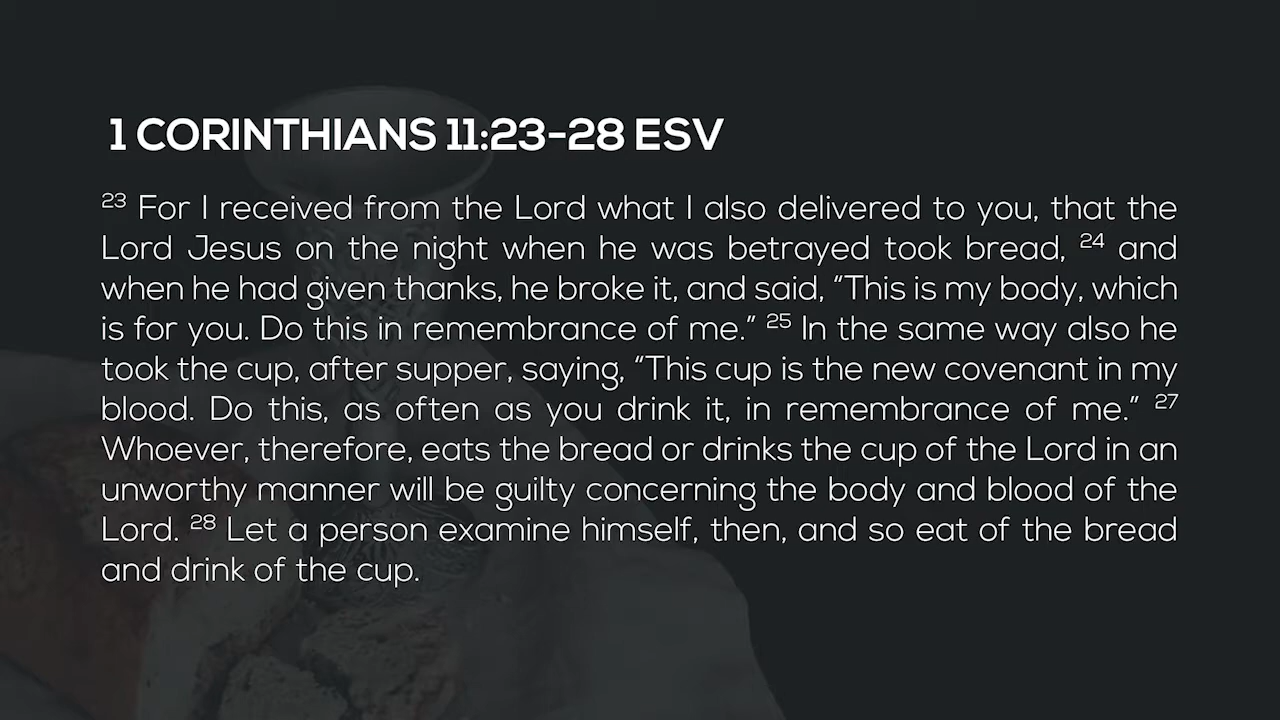 1 CORINTHIANS 11:23-28 ESV
23 For I received from the Lord what I also delivered to you, that the
Lord Jesus on the night when he was betrayed took bread, 24 and
when he had given thanks, he broke it, and said, “This is my body, which
is for you. Do this in remembrance of me.” 25 In the same way also he
took the cup, after supper, saying, “This cup is the new covenant in my
blood. Do this, as often as you drink it, in remembrance of me.” 27
Whoever, therefore, eats the bread or drinks the cup of the Lord in an
unworthy manner will be guilty concerning the body and blood of the
Lord. 28 Let a person examine himself, then, and so eat of the bread
and drink of the cup.